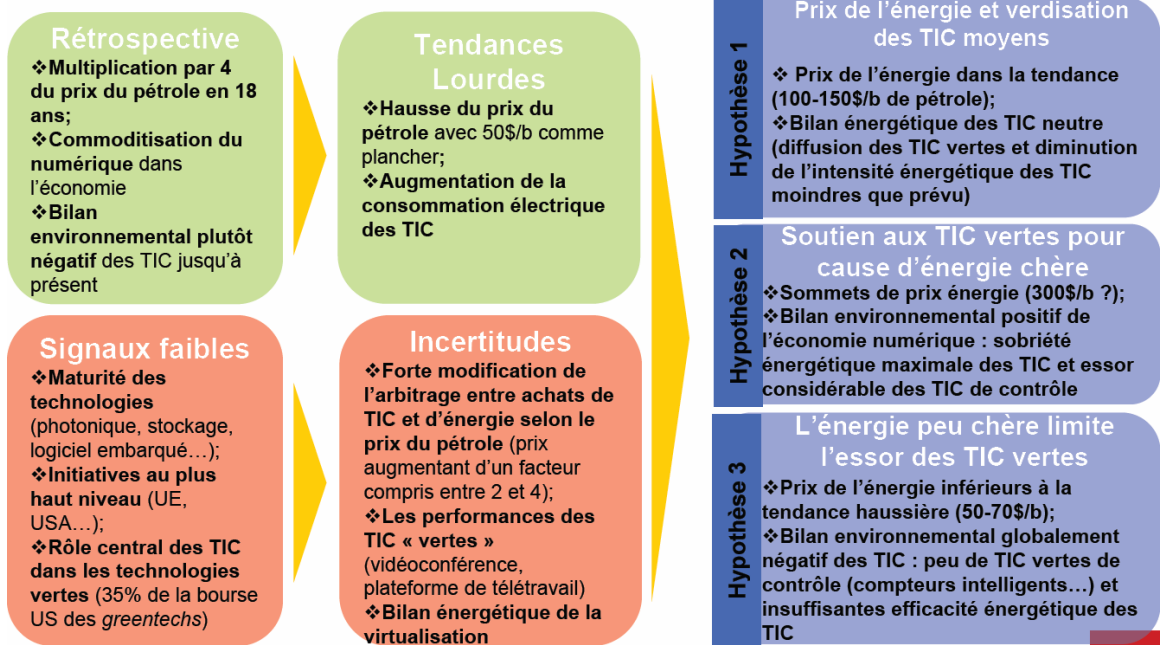 Rétrospective
❖Multiplication par 4
du prix du pétrole en 18
ans;
❖Commoditisation du
numérique dans
l'économie
❖Bilan
environnemental plutôt
négatif des TIC jusqu'à
présent
Tendances
Lourdes
❖Hausse du prix du
pétrole avec 50$/b comme
plancher;
❖Augmentation de la
consommation électrique
des TIC
Signaux faibles
❖Maturité des
technologies
(photonique, stockage,
logiciel embarqué…);
❖Initiatives au plus
haut niveau (UE,
USA…);
❖Rôle central des TIC
dans les technologies
vertes (35% de la bourse
US des greentechs)
Incertitudes
❖Forte modification de
l'arbitrage entre achats de
TIC et d'énergie selon le
prix du pétrole (prix
augmentant d'un facteur
compris entre 2 et 4);
❖Les performances des
TIC « vertes »
(vidéoconférence,
plateforme de télétravail)
❖Bilan énergétique de la
virtualisation
Hypothèse 1
Prix de l'énergie et verdisation
des TIC moyens
❖ Prix de l'énergie dans la tendance
(100-150$/b de pétrole);
❖Bilan énergétique des TIC neutre
(diffusion des TIC vertes et diminution
de l'intensité énergétique des TIC
moindres que prévu)
Hypothèse 2
Soutien aux TIC vertes pour
cause d'énergie chère
❖Sommets de prix énergie (300$/b ?);
❖Bilan environnemental positif de
l'économie numérique : sobriété
énergétique maximale des TIC et essor
considérable des TIC de contrôle
Hypothèse 3
L'énergie peu chère limite
l'essor des TIC vertes
❖Prix de l'énergie inférieurs à la
tendance haussière (50-70$/b);
❖Bilan environnemental globalement
négatif des TIC : peu de TIC vertes de
contrôle (compteurs intelligents…) et
insuffisantes efficacité énergétique des
TIC